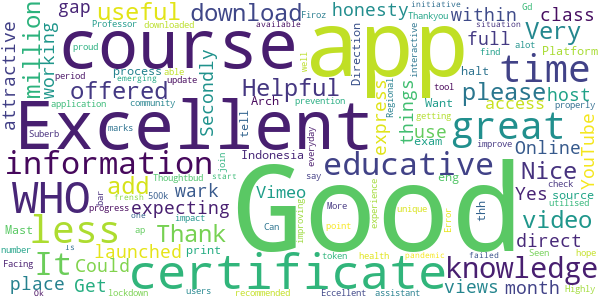 gap useful download honesty within class
Professor downloaded Firoz Thankyou available initiative Gd situation
attractive million working course app Very
proud able Platform
process Direction full find alot interactive
offered Secondly Helpful time
emerging update things please host
period tool well
application community Arch express halt
Excellent great access properly
marks prevention Regional Want getting
Suberb tell use Online
information Indonesia exam improve
everyday
educative Nice YouTube
join add wark Vimeo eng Yes source check
WHO Good
start Thoughtbud say video utiised
500k
frensh bar
less progress expecting More unique
launched Thank thh direct
one impact Can improving point experience Error
It certificate knowledge
Mast ap Could print token health pandemic
number is users
place Get views month Seen hope
Facing
Ok lockdown recommended Eccellent assistant failed Highly